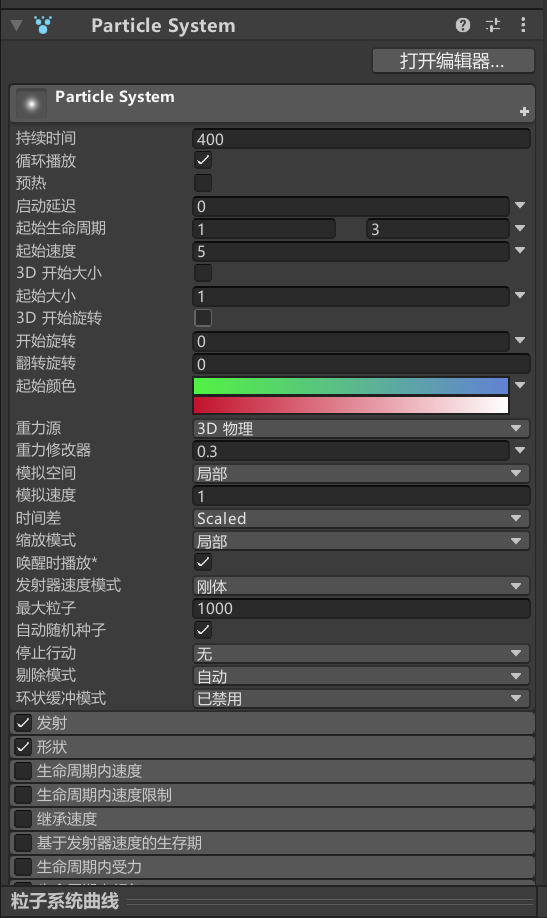 Particle System
打开编辑器...
Particle System
持续时间 400
循环播放
预热
启动延迟 0
起始生命周期 1 3
起始速度 5
3D 开始大小
起始大小 1
3D 开始旋转
开始旋转 0
翻转旋转 0
起始颜色
重力源 3D 物理
重力修改器 0.3
模拟空间 局部
模拟速度 1
时间差 Scaled
缩放模式 局部
唤醒时播放*
发射器速度模式 刚体
最大粒子 1000
自动随机种子
停止行动 无
剔除模式 自动
环状缓冲模式 已禁用
发射
形状
生命周期内速度
生命周期内速度限制
继承速度
基于发射器速度的生存期
生命周期内受力
粒子系统曲线